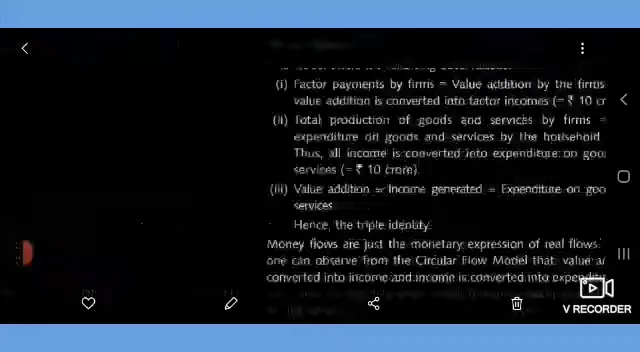 (i) Factor payments by firms = Value addition by the firms
value addition is converted into factor incomes (= ₹ 10 cr
(ii) Total production of goods and services by firms =
expenditure on goods and services by the household
Thus, all income is converted into expenditure on goo
services (= ₹ 10 crore)
(iii) Value addition = Income generated = Expenditure on goo
services
Hence, the triple identity:
Money flows are just the monetary expression of real flows.
one can observe from the Circular Flow Model that value a
converted into income and income is converted into expenditu
V RECORDER